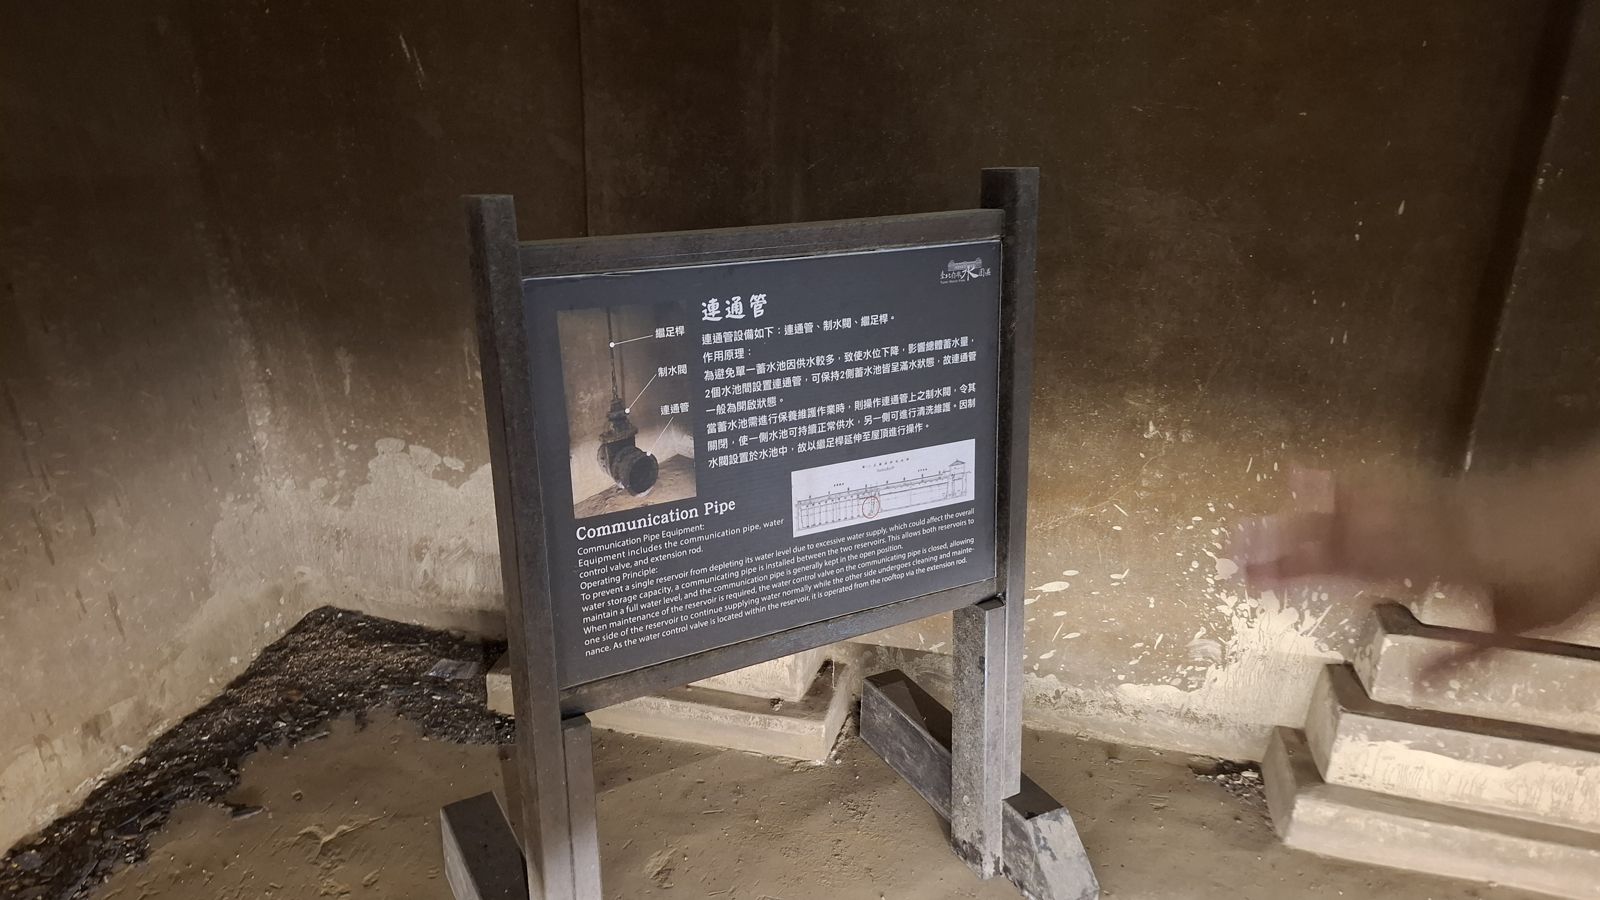 連通管
連通管設備如下：連通管、制水閥、繼足桿。
作用原理：
為避免單一蓄水池因供水較多，致使水位下降，影響總體蓄水量，
2個水池間設置連通管，可保持2側蓄水池皆呈滿水狀態，故連通管
一般為開啟狀態。
當蓄水池需進行保養維護作業時，則操作連通管上之制水閥，令其
關閉，使一側水池可持續正常供水，另一側可進行清洗維護。因制
水閥設置於水池中，故以繼足桿延伸至屋頂進行操作。
繼足桿
制水閥
連通管
Communication Pipe
Communication Pipe Equipment:
Equipment includes the communication pipe, water
control valve, and extension rod.
Operating Principle:
To prevent a single reservoir from depleting its water level due to excessive water supply, which could affect the overall
water storage capacity, a communicating pipe is installed between the two reservoirs. This allows both reservoirs to
maintain a full water level, and the communication pipe is generally kept in the open position.
When maintenance of the reservoir is required, the water control valve on the communicating pipe is closed, allowing
one side of the reservoir to continue supplying water normally while the other side undergoes cleaning and mainte-
nance. As the water control valve is located within the reservoir, it is operated from the rooftop via the extension rod.